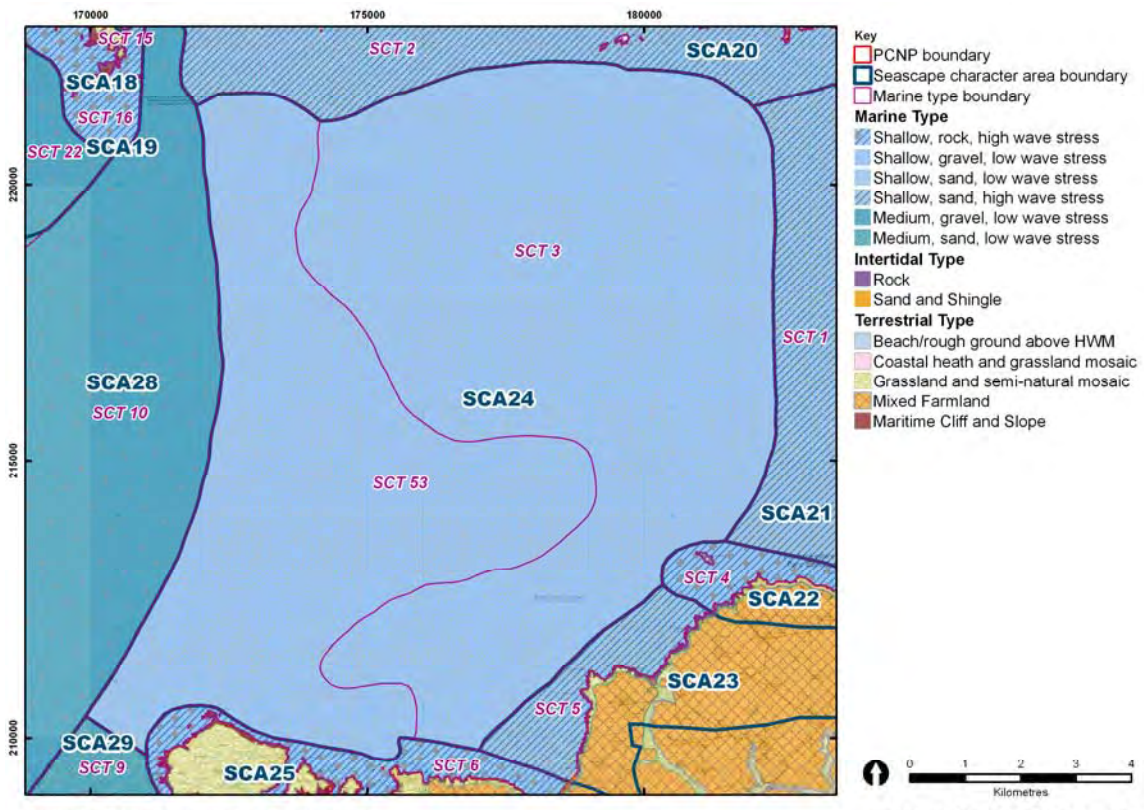 170000
175000
180000
SCT 15
SCT 2
SCA20
SCA18
SCT 16
SCT 22
SCA19
220000
SCT 3
SCT 1
SCA28
SCT 10
SCA24
215000
SCT 53
SCA21
SCT 4
SCA22
SCA23
SCT 5
210000
SCA29
SCT 9
SCA25
SCT 6
Key
PCNP boundary
Seascape character area boundary
Marine type boundary
Marine Type
Shallow, rock, high wave stress
Shallow, gravel, low wave stress
Shallow, sand, low wave stress
Shallow, sand, high wave stress
Medium, gravel, low wave stress
Medium, sand, low wave stress
Intertidal Type
Rock
Sand and Shingle
Terrestrial Type
Beach/rough ground above HWM
Coastal heath and grassland mosaic
Grassland and semi-natural mosaic
Mixed Farmland
Maritime Cliff and Slope
0 1 2 3 4
Kilometres